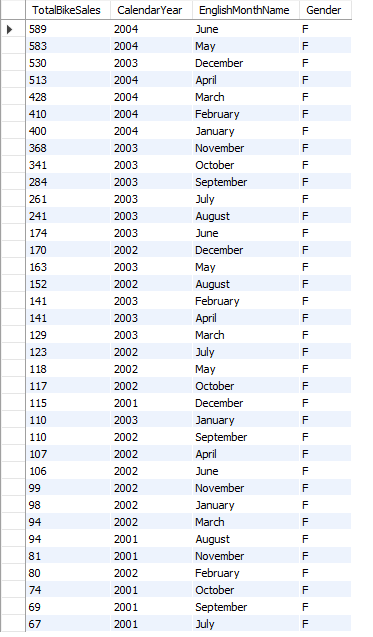 TotalBikeSales CalendarYear EnglishMonthName Gender
589 2004 June F
583 2004 May F
530 2003 December F
513 2004 April F
428 2004 March F
410 2004 February F
400 2004 January F
368 2003 November F
341 2003 October F
284 2003 September F
261 2003 July F
241 2003 August F
174 2003 June F
170 2002 December F
163 2003 May F
152 2002 August F
141 2003 February F
141 2003 April F
129 2003 March F
123 2002 July F
118 2002 May F
117 2002 October F
115 2001 December F
110 2003 January F
110 2002 September F
107 2002 April F
106 2002 June F
99 2002 November F
98 2002 January F
94 2002 March F
94 2001 August F
81 2001 November F
80 2002 February F
74 2001 October F
69 2001 September F
67 2001 July F